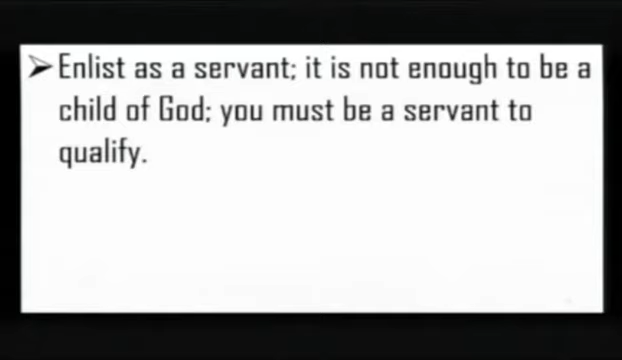 ➢ Enlist as a servant; it is not enough to be a
child of God; you must be a servant to
qualify.